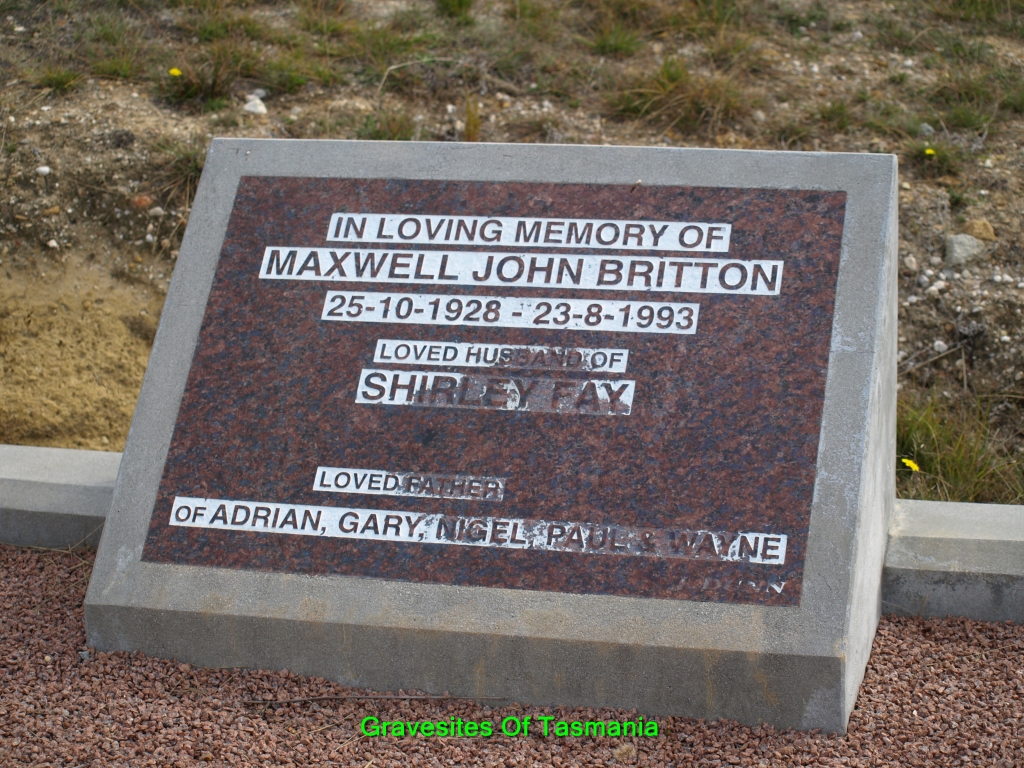 IN LOVING MEMORY OF
MAXWELL JOHN BRITTON
25-10-1928 - 23-8-1993
LOVED HUSBAND OF
SHIRLEY FAY
LOVED FATHER
OF ADRIAN, GARY, NIGEL, PAUL & WAYNE
Gravesites Of Tasmania